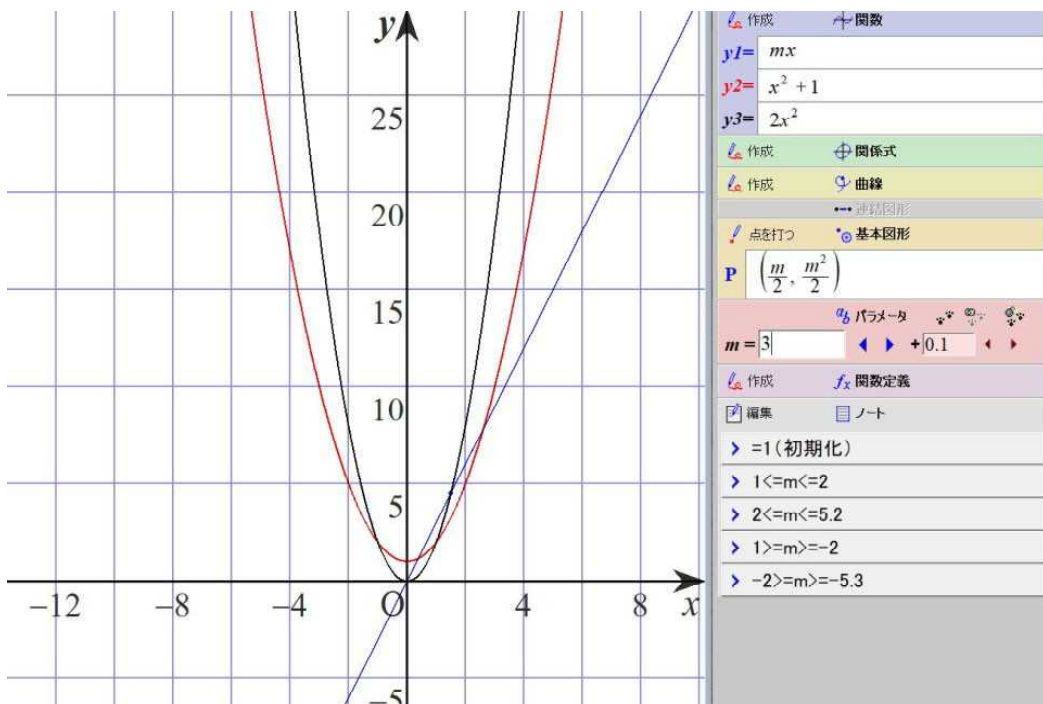 y
25
20
15
10
5
−12
−8
−4
O
4
8
x
−5
作成 関数
y1= mx
y2= x² + 1
y3= 2x²
作成 関係式
作成 曲線
連結図形
点を打つ 基本図形
P (m/2, m²/2)
ab パラメータ
m = 3 + 0.1
作成 fx 関数定義
編集 ノート
> =1(初期化)
> 1<=m<=2
> 2<=m<=5.2
> 1>=m>=-2
> -2>=m>=-5.3